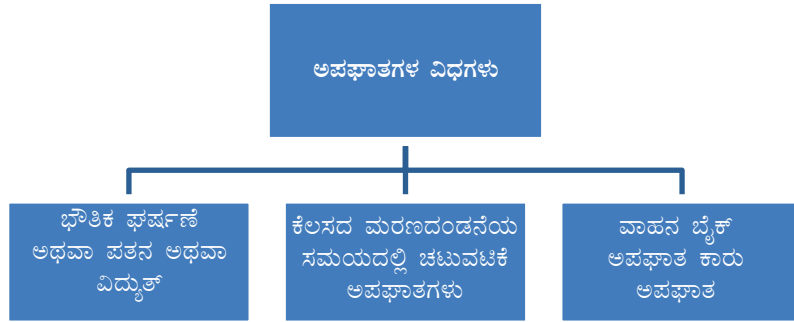 ಅಪಘಾತಗಳ ವಿಧಗಳು
ಭೌತಿಕ ಘರ್ಷಣೆ
ಅಥವಾ ಪತನ ಅಥವಾ
ವಿದ್ಯುತ್
ಕೆಲಸದ ಮರಣದಂಡನೆಯ
ಸಮಯದಲ್ಲಿ ಚಟುವಟಿಕೆ
ಅಪಘಾತಗಳು
ವಾಹನ ಬೈಕ್
ಅಪಘಾತ ಕಾರು
ಅಪಘಾತ